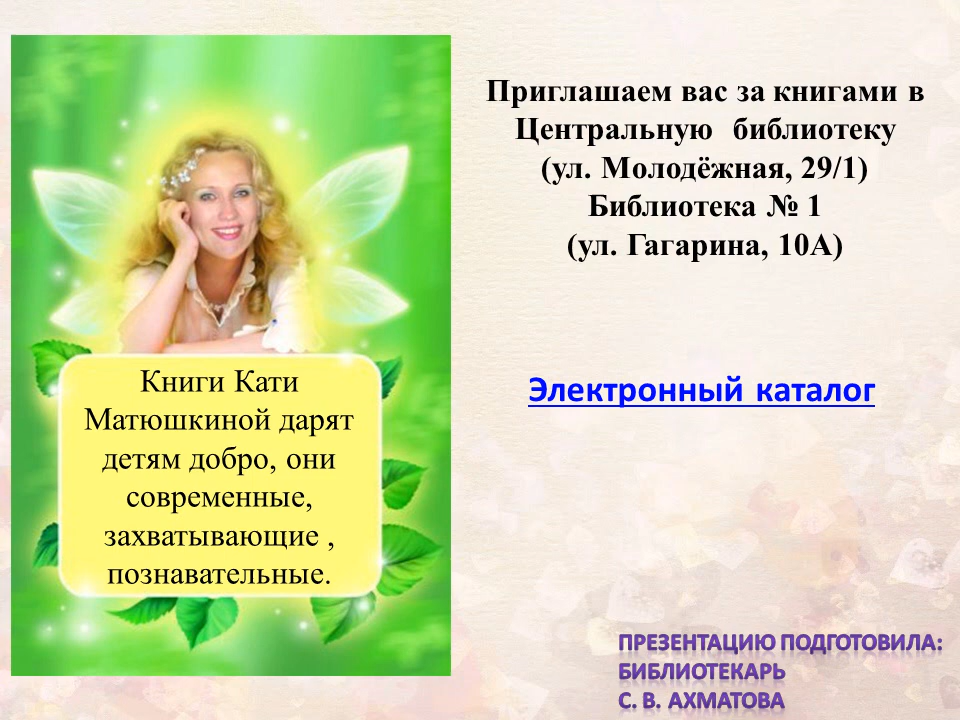 Приглашаем вас за книгами в
Центральную библиотеку
(ул. Молодёжная, 29/1)
Библиотека № 1
(ул. Гагарина, 10А)
Электронный каталог
Книги Кати
Матюшкиной дарят
детям добро, они
современные,
захватывающие ,
познавательные.
ПРЕЗЕНТАЦИЮ ПОДГОТОВИЛА:
БИБЛИОТЕКАРЬ
С. В. АХМАТОВА